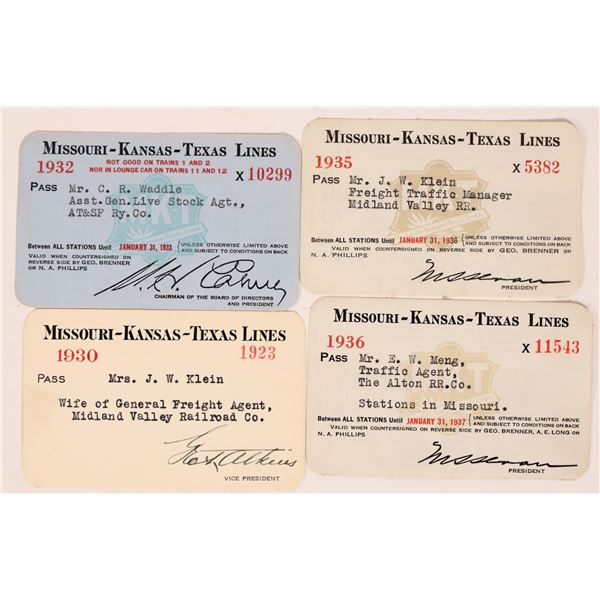 MISSOURI-KANSAS-TEXAS LINES
1932
NOT GOOD ON TRAINS 1 AND 2
NOR IN LOUNGE CAR ON TRAINS 11 AND 12
X 10299
PASS Mr. C. R. Waddle
Asst.Gen.Live Stock Agt.,
AT&SF Ry.Co.
MKT
Between ALL STATIONS Until JANUARY 31, 1933 { UNLESS OTHERWISE LIMITED ABOVE
AND SUBJECT TO CONDITIONS ON BACK
VALID WHEN COUNTERSIGNED ON
REVERSE SIDE BY GEO. BRENNER
OR N. A. PHILLIPS
CHAIRMAN OF THE BOARD OF DIRECTORS
AND PRESIDENT
MISSOURI-KANSAS-TEXAS LINES
1935 X 5382
PASS Mr. J. W. Klein
Freight Traffic Manager
Midland Valley RR.
Between ALL STATIONS Until JANUARY 31, 1936 { UNLESS OTHERWISE LIMITED ABOVE
AND SUBJECT TO CONDITIONS ON BACK
VALID WHEN COUNTERSIGNED ON REVERSE SIDE BY GEO. BRENNER
OR N. A. PHILLIPS
PRESIDENT
MISSOURI-KANSAS-TEXAS LINES
1930 1923
PASS Mrs. J. W. Klein
Wife of General Freight Agent,
Midland Valley Railroad Co.
Geo. T. Atkins
VICE PRESIDENT
MISSOURI-KANSAS-TEXAS LINES
1936 X 11543
PASS Mr. E. W. Meng,
Traffic Agent,
The Alton RR.Co.
Stations in Missouri.
MKT
Between ALL STATIONS Until JANUARY 31, 1937 { UNLESS OTHERWISE LIMITED ABOVE
AND SUBJECT TO CONDITIONS ON BACK
VALID WHEN COUNTERSIGNED ON REVERSE SIDE BY GEO. BRENNER, A. E. LONG OR
N. A. PHILLIPS
PRESIDENT